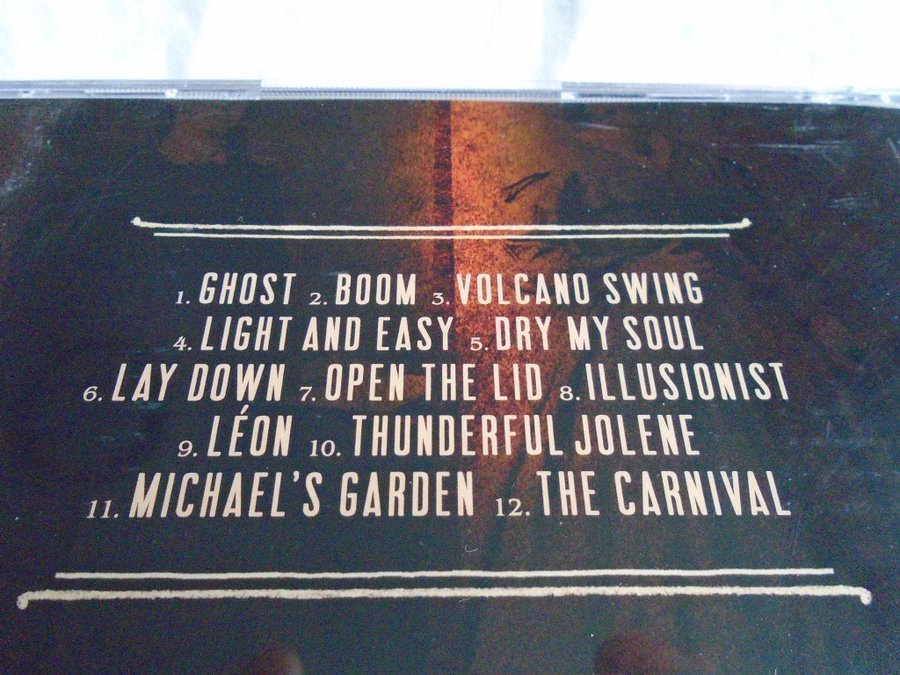 1. GHOST 2. BOOM 3. VOLCANO SWING
4. LIGHT AND EASY 5. DRY MY SOUL
6. LAY DOWN 7. OPEN THE LID 8. ILLUSIONIST
9. LÉON 10. THUNDERFUL JOLENE
11. MICHAEL'S GARDEN 12. THE CARNIVAL